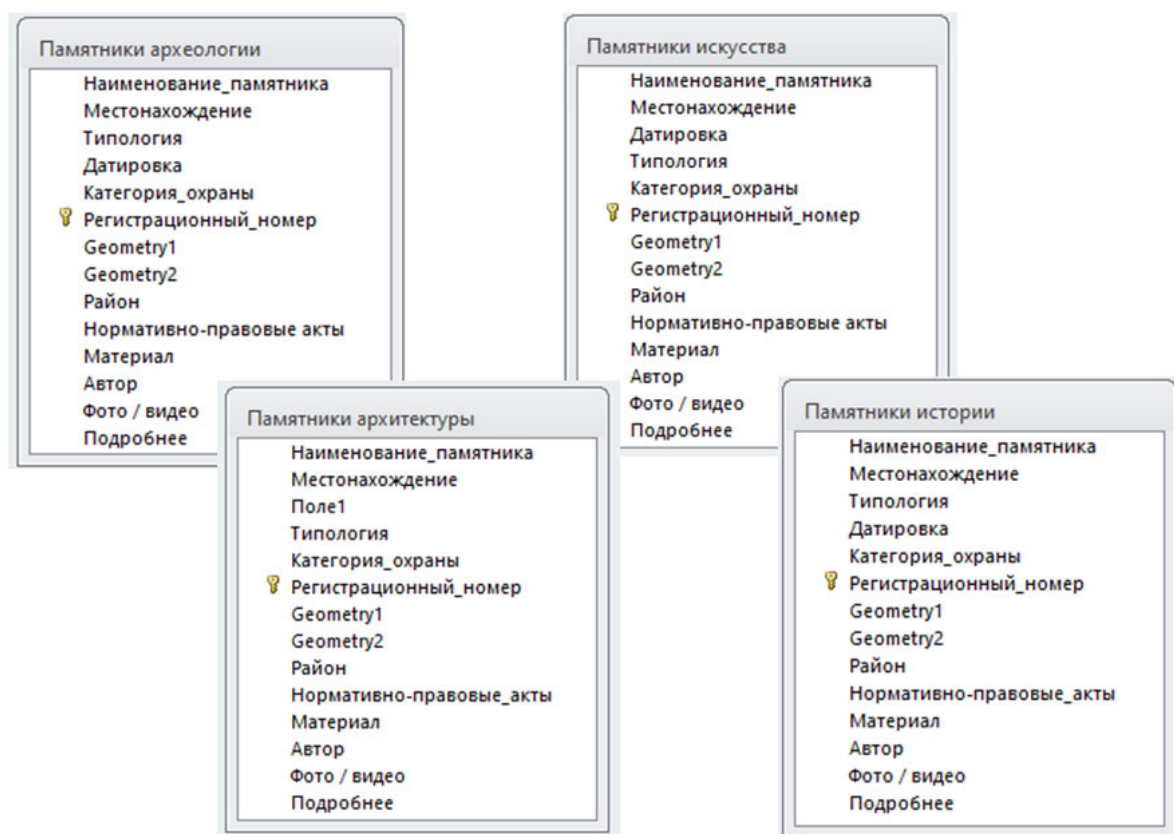 Памятники археологии
Наименование_памятника
Местонахождение
Типология
Датировка
Категория_охраны
Регистрационный_номер
Geometry1
Geometry2
Район
Нормативно-правовые акты
Материал
Автор
Фото / видео
Подробнее
Памятники искусства
Наименование_памятника
Местонахождение
Датировка
Типология
Категория_охраны
Регистрационный_номер
Geometry1
Geometry2
Район
Нормативно-правовые акты
Материал
Автор
Фото / видео
Подробнее
Памятники архитектуры
Наименование_памятника
Местонахождение
Поле1
Типология
Категория_охраны
Регистрационный_номер
Geometry1
Geometry2
Район
Нормативно-правовые_акты
Материал
Автор
Фото / видео
Подробнее
Памятники истории
Наименование_памятника
Местонахождение
Типология
Датировка
Категория_охраны
Регистрационный_номер
Geometry1
Geometry2
Район
Нормативно-правовые_акты
Материал
Автор
Фото / видео
Подробнее